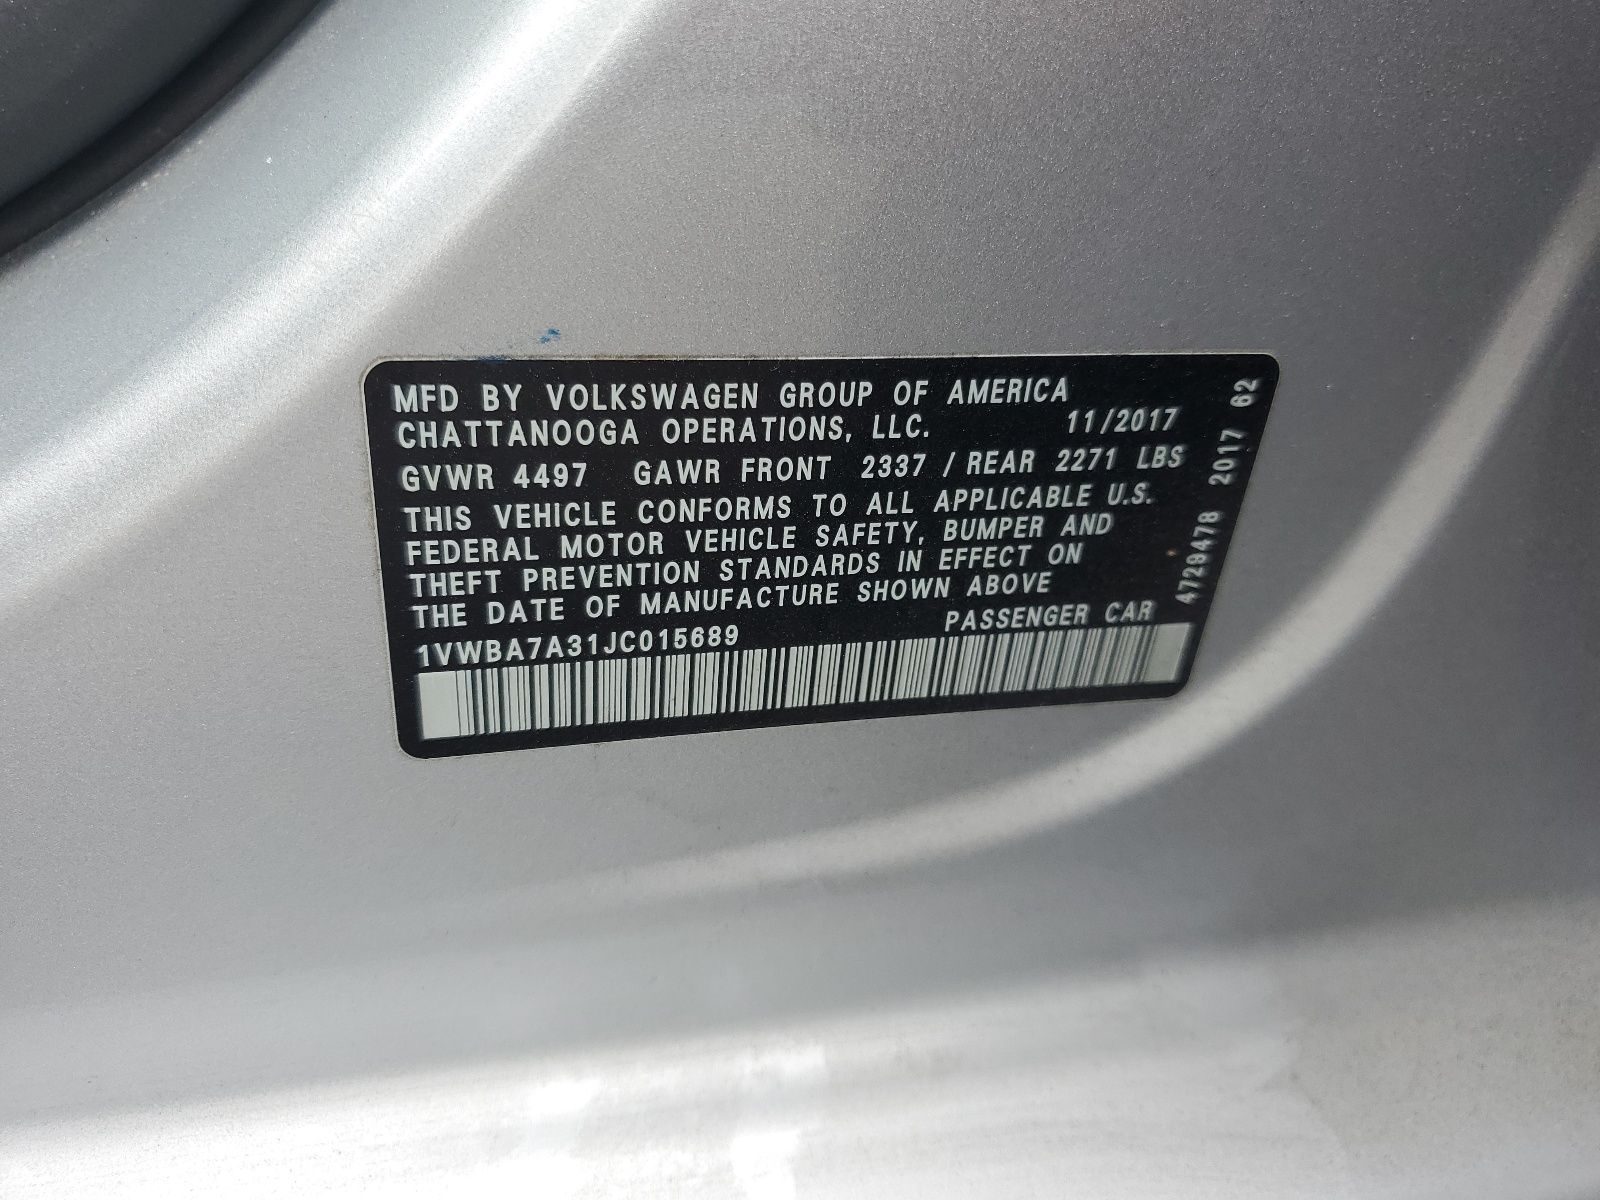 MFD BY VOLKSWAGEN GROUP OF AMERICA
CHATTANOOGA OPERATIONS, LLC. 11/2017
GVWR 4497 GAWR FRONT 2337 / REAR 2271 LBS
THIS VEHICLE CONFORMS TO ALL APPLICABLE U.S.
FEDERAL MOTOR VEHICLE SAFETY, BUMPER AND
THEFT PREVENTION STANDARDS IN EFFECT ON
THE DATE OF MANUFACTURE SHOWN ABOVE
1VWBA7A31JC015689 PASSENGER CAR
4729478 2017 62